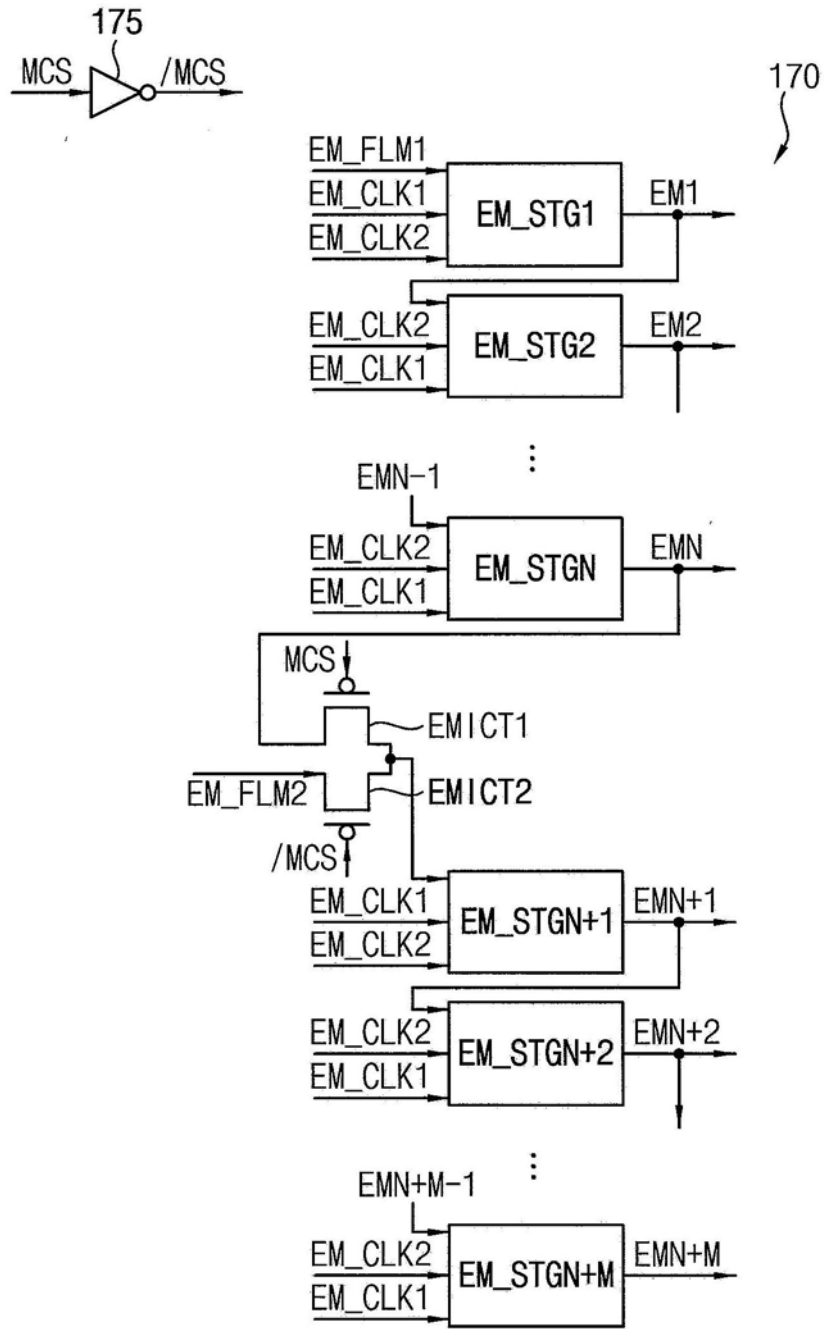 175
MCS
/MCS
170
EM_FLM1
EM_CLK1
EM_CLK2
EM_STG1
EM1
EM_CLK2
EM_CLK1
EM_STG2
EM2
⋮
EMN-1
EM_CLK2
EM_CLK1
EM_STGN
EMN
MCS
EMICT1
EM_FLM2
EMICT2
/MCS
EM_CLK1
EM_CLK2
EM_STGN+1
EMN+1
EM_CLK2
EM_CLK1
EM_STGN+2
EMN+2
⋮
EMN+M-1
EM_CLK2
EM_CLK1
EM_STGN+M
EMN+M